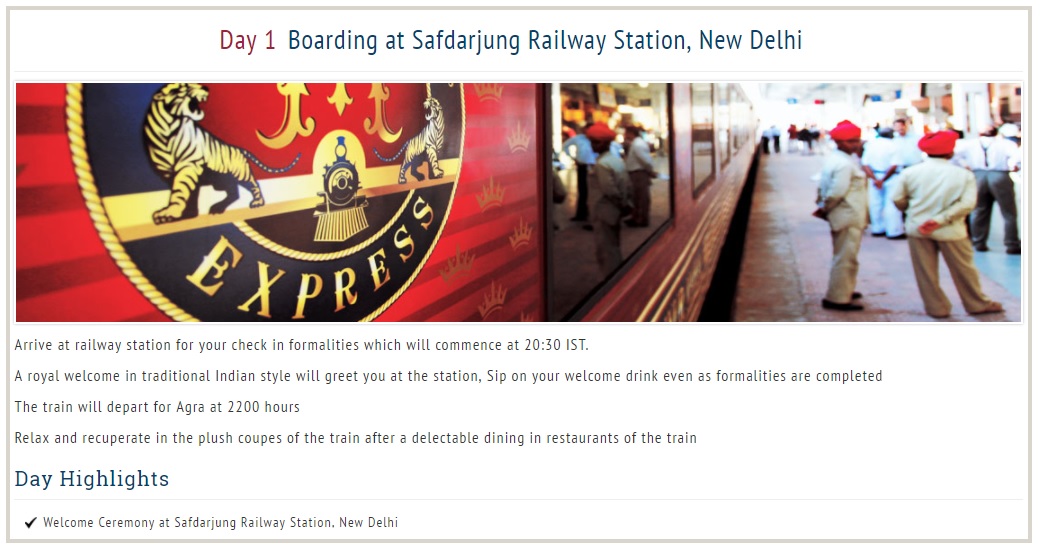 Day 1 Boarding at Safdarjung Railway Station, New Delhi
EXPRESS
Arrive at railway station for your check in formalities which will commence at 20:30 IST.
A royal welcome in traditional Indian style will greet you at the station, Sip on your welcome drink even as formalities are completed
The train will depart for Agra at 2200 hours
Relax and recuperate in the plush coupes of the train after a delectable dining in restaurants of the train
Day Highlights
Welcome Ceremony at Safdarjung Railway Station, New Delhi